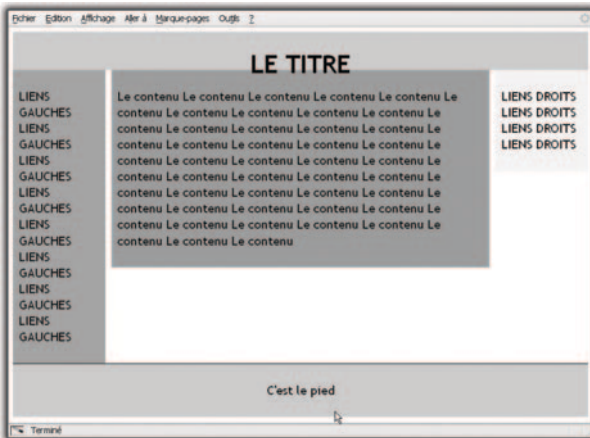 Fichier Edition Affichage Aller à Marque-pages Outils ?
LE TITRE
LIENS
GAUCHES
LIENS
GAUCHES
LIENS
GAUCHES
LIENS
GAUCHES
LIENS
GAUCHES
LIENS
GAUCHES
LIENS
GAUCHES
LIENS
GAUCHES
Le contenu Le contenu Le contenu Le contenu Le contenu Le
contenu Le contenu Le contenu Le contenu Le contenu Le
contenu Le contenu Le contenu Le contenu Le contenu Le
contenu Le contenu Le contenu Le contenu Le contenu Le
contenu Le contenu Le contenu Le contenu Le contenu Le
contenu Le contenu Le contenu Le contenu Le contenu Le
contenu Le contenu Le contenu Le contenu Le contenu Le
contenu Le contenu Le contenu Le contenu Le contenu Le
contenu Le contenu Le contenu Le contenu Le contenu Le
contenu Le contenu Le contenu
LIENS DROITS
LIENS DROITS
LIENS DROITS
LIENS DROITS
C'est le pied
Terminé